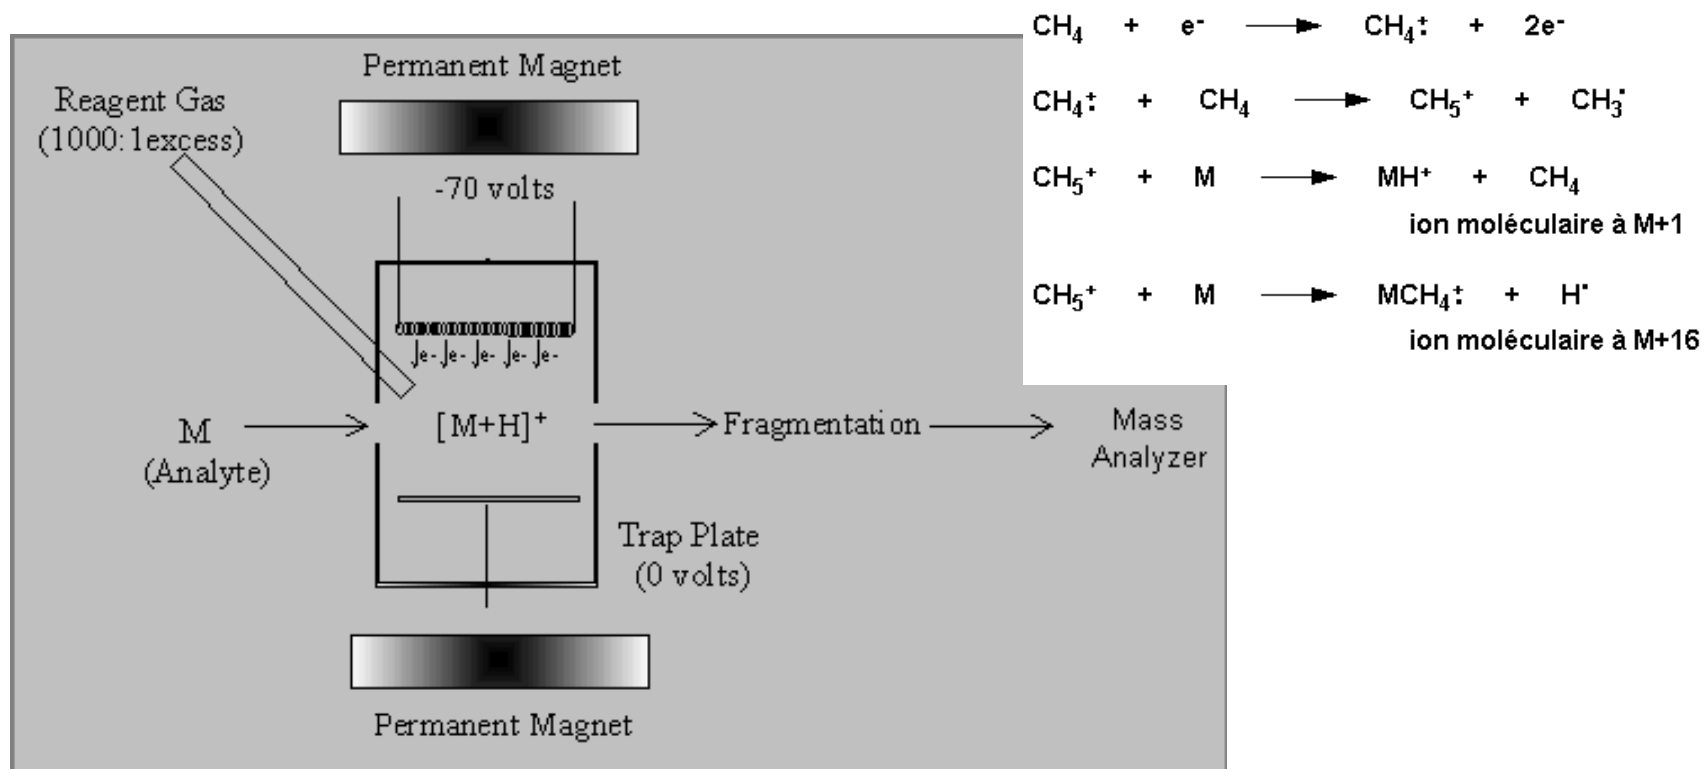 Permanent Magnet
Reagent Gas
(1000:1excess)
-70 volts
e- e- e- e- e-
M
(Analyte)
[M+H]⁺
Fragmentation
Mass
Analyzer
Trap Plate
(0 volts)
Permanent Magnet
CH₄ + e⁻ → CH₄⁺• + 2e⁻
CH₄⁺• + CH₄ → CH₅⁺ + CH₃•
CH₅⁺ + M → MH⁺ + CH₄
ion moléculaire à M+1
CH₅⁺ + M → MCH₄⁺• + H•
ion moléculaire à M+16